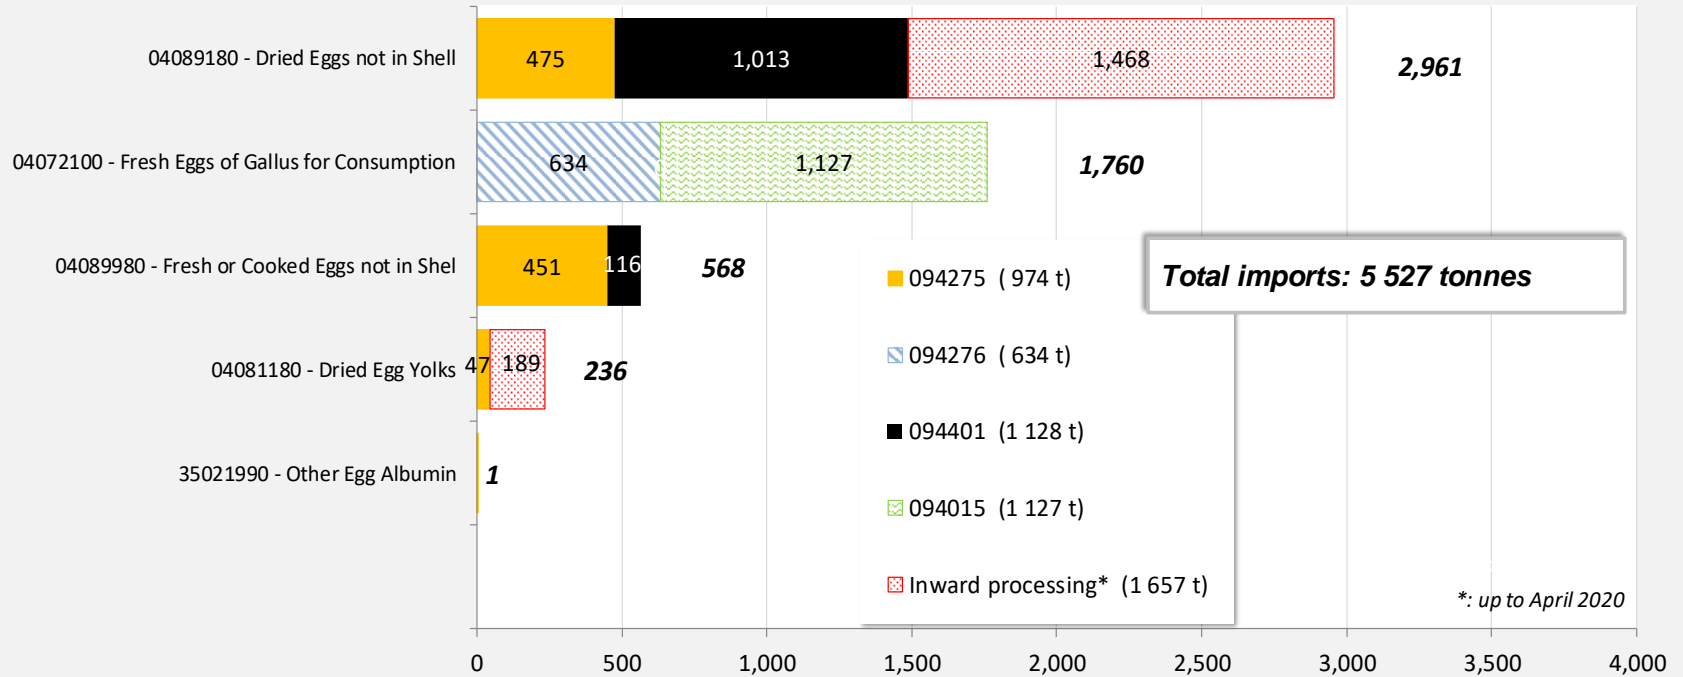 04089180 - Dried Eggs not in Shell
475
1,013
1,468
2,961
04072100 - Fresh Eggs of Gallus for Consumption
634
1,127
1,760
04089980 - Fresh or Cooked Eggs not in Shel
451
116
568
04081180 - Dried Egg Yolks
47
189
236
35021990 - Other Egg Albumin
1
Total imports: 5 527 tonnes
094275 ( 974 t)
094276 ( 634 t)
094401 (1 128 t)
094015 (1 127 t)
Inward processing* (1 657 t)
*: up to April 2020
0 500 1,000 1,500 2,000 2,500 3,000 3,500 4,000